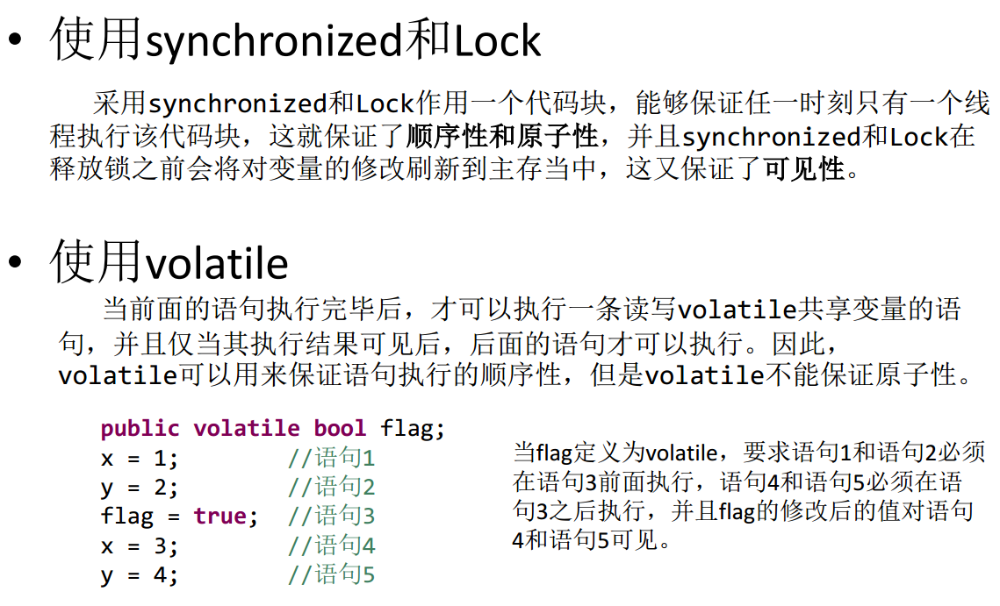 • 使用synchronized和Lock
采用synchronized和Lock作用一个代码块，能够保证任一时刻只有一个线
程执行该代码块，这就保证了顺序性和原子性，并且synchronized和Lock在
释放锁之前会将对变量的修改刷新到主存当中，这又保证了可见性。
• 使用volatile
当前面的语句执行完毕后，才可以执行一条读写volatile共享变量的语
句，并且仅当其执行结果可见后，后面的语句才可以执行。因此，
volatile可以用来保证语句执行的顺序性，但是volatile不能保证原子性。
public volatile bool flag;
x = 1; //语句1
y = 2; //语句2
flag = true; //语句3
x = 3; //语句4
y = 4; //语句5
当flag定义为volatile，要求语句1和语句2必须
在语句3前面执行，语句4和语句5必须在语
句3之后执行，并且flag的修改后的值对语句
4和语句5可见。